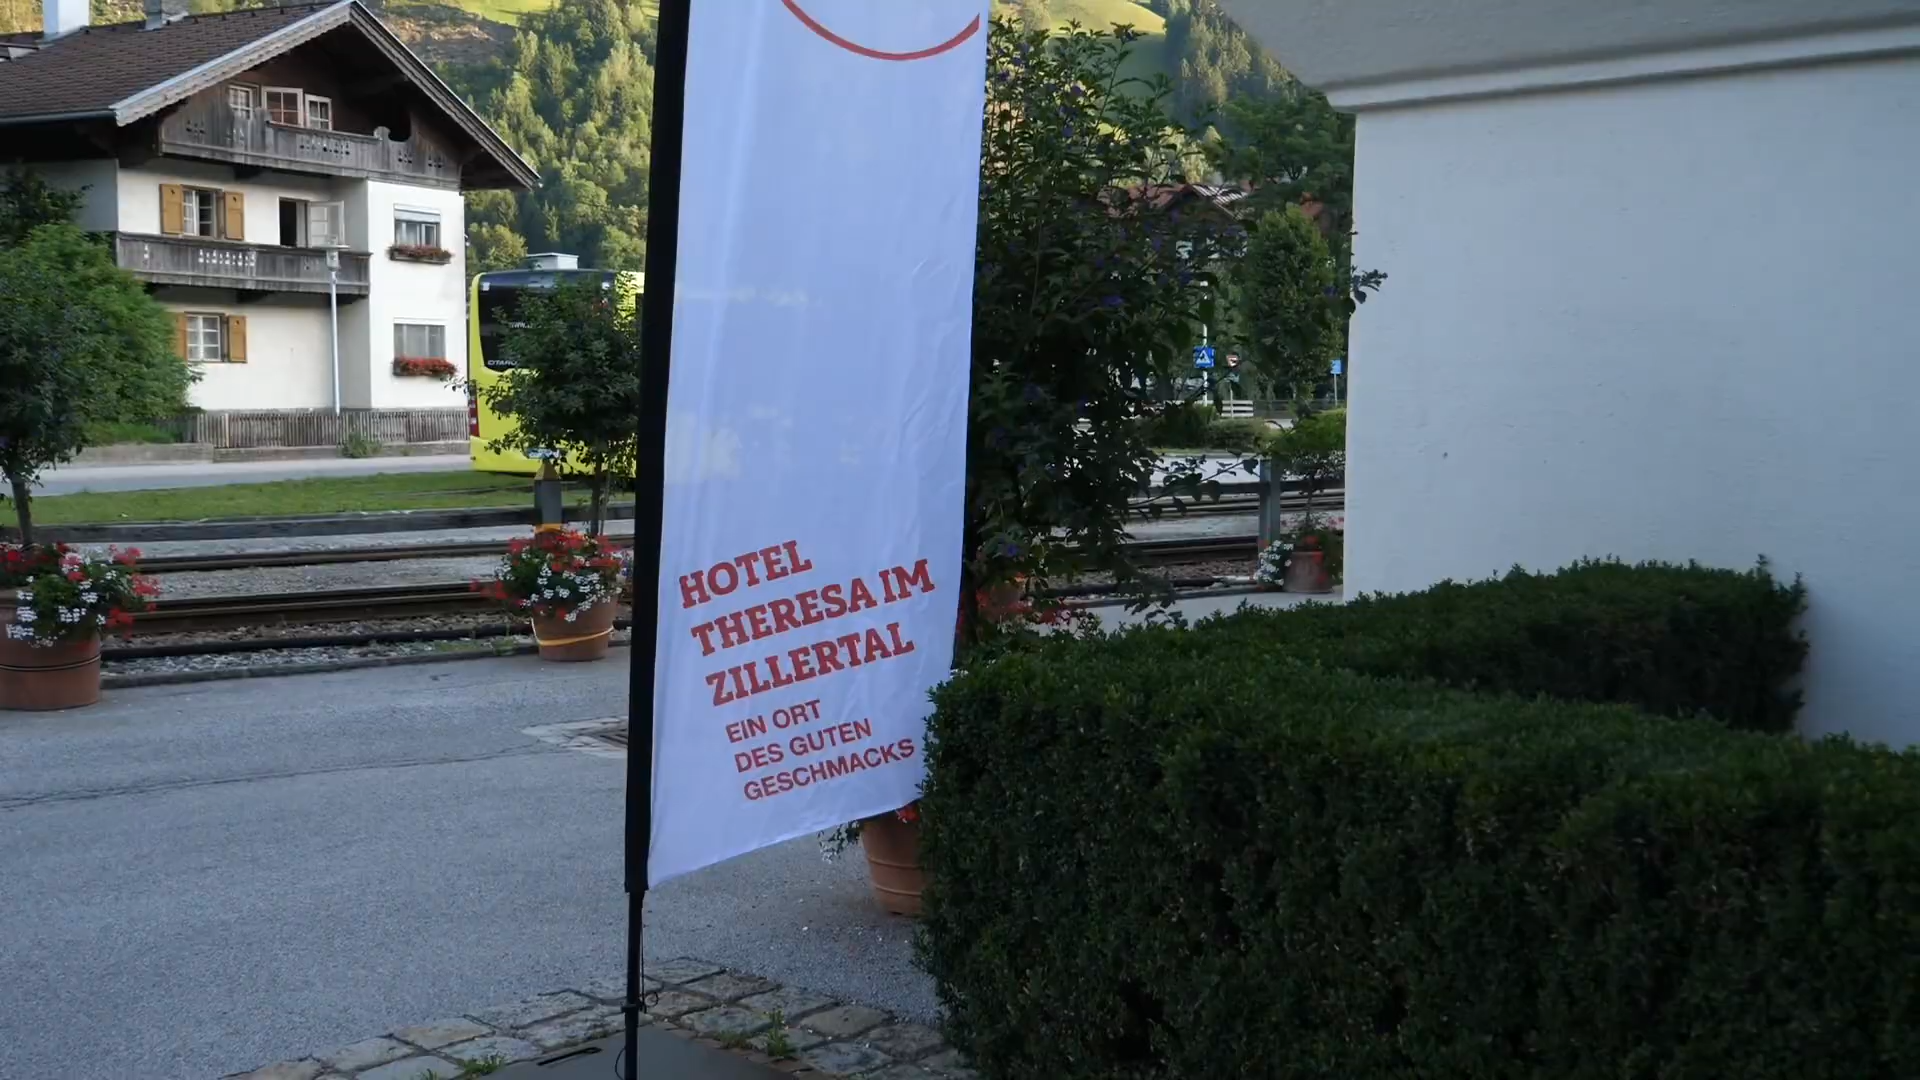 HOTEL
THERESA IM
ZILLERTAL
EIN ORT
DES GUTEN
GESCHMACKS